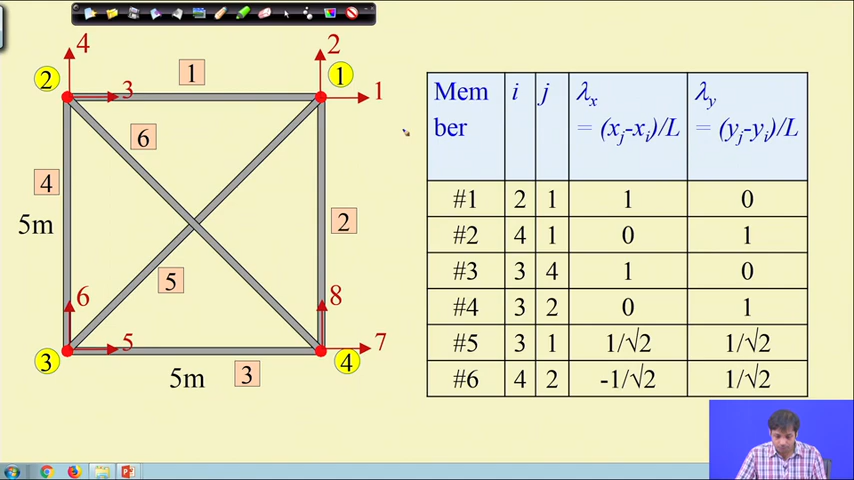 4
2
2
1
1
3
1
6
4
5m
2
5
6
8
5
7
3
4
5m
3
Mem
ber
i
j
λx
= (xj-xi)/L
λy
= (yj-yi)/L
#1 2 1 1 0
#2 4 1 0 1
#3 3 4 1 0
#4 3 2 0 1
#5 3 1 1/√2 1/√2
#6 4 2 -1/√2 1/√2